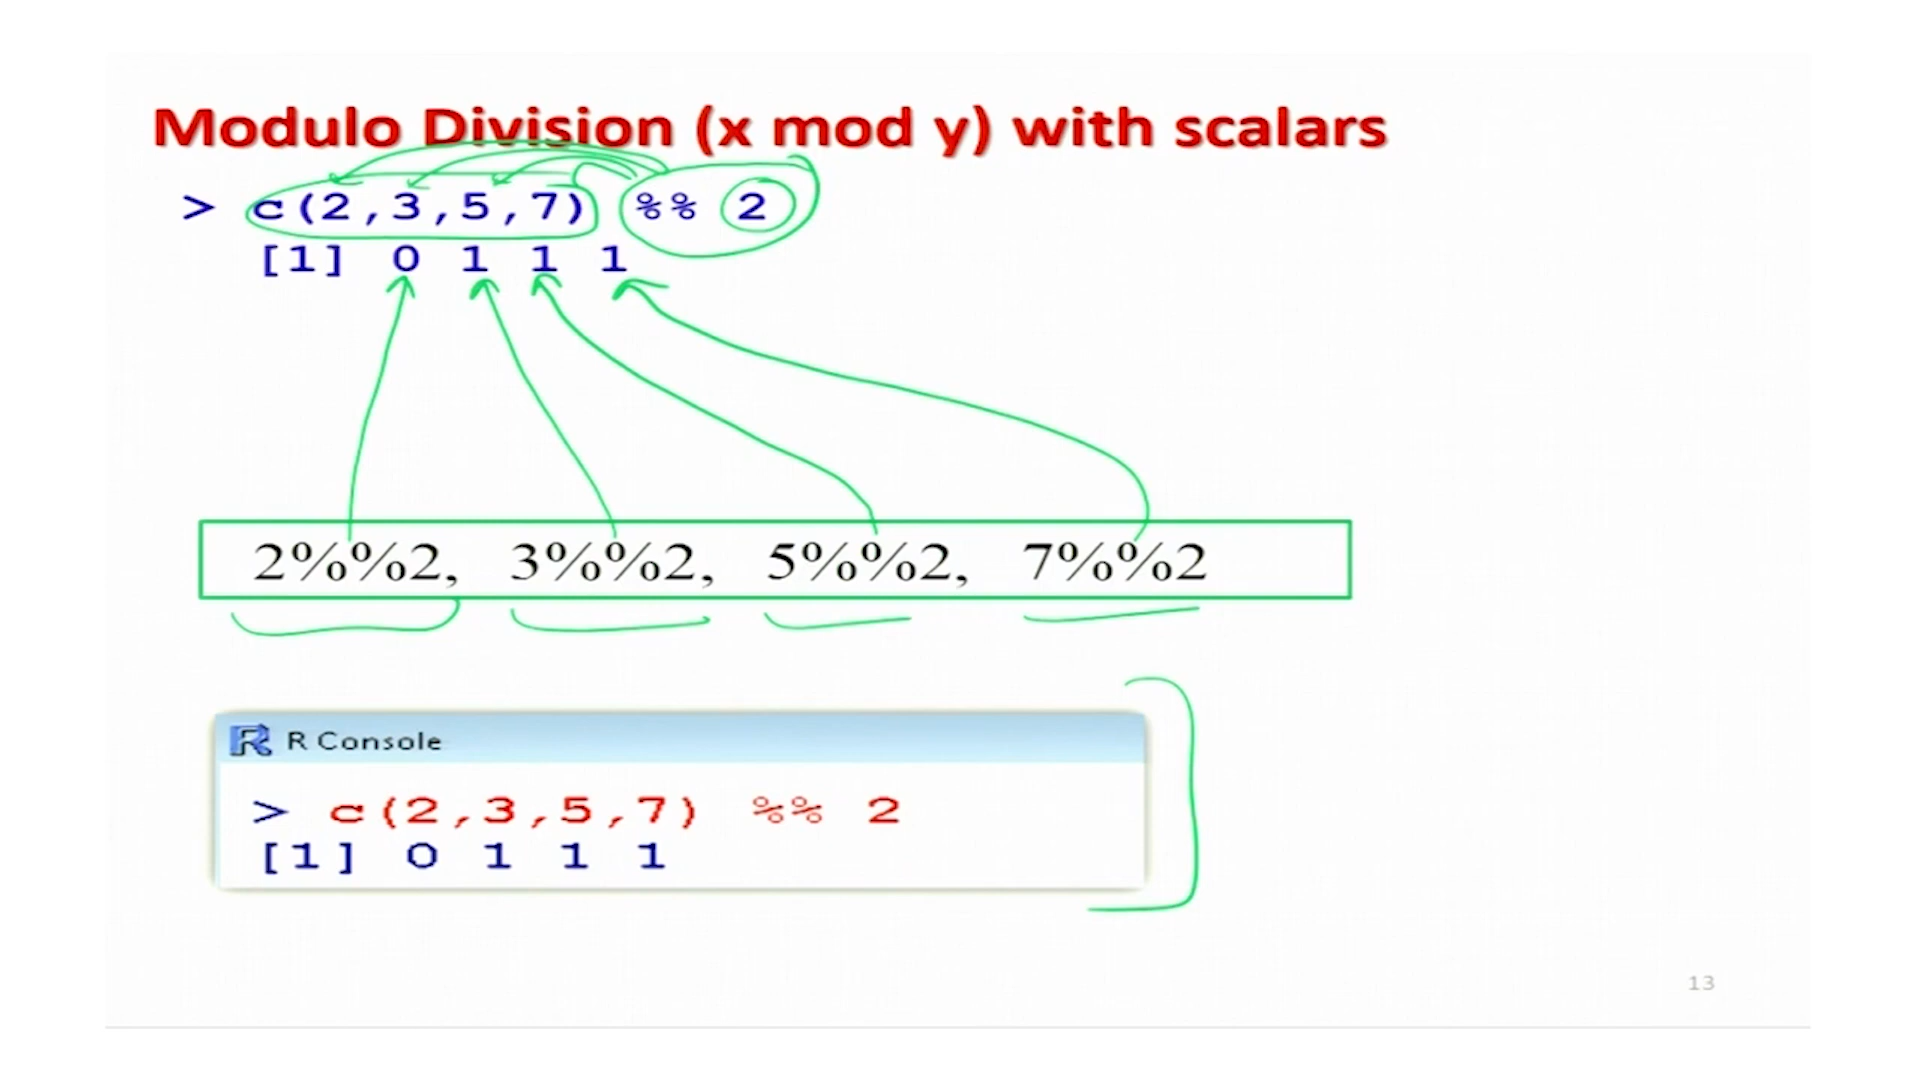 Modulo Division (x mod y) with scalars
> c(2,3,5,7) %% 2
[1] 0 1 1 1
2%%2, 3%%2, 5%%2, 7%%2
R Console
> c(2,3,5,7) %% 2
[1] 0 1 1 1
13